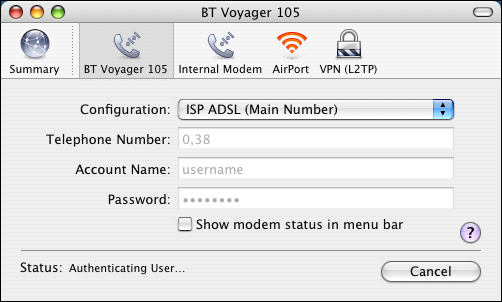 BT Voyager 105
Summary BT Voyager 105 Internal Modem AirPort VPN (L2TP)
Configuration: ISP ADSL (Main Number)
Telephone Number: 0,38
Account Name: username
Password: ••••••••
Show modem status in menu bar
?
Status: Authenticating User... Cancel